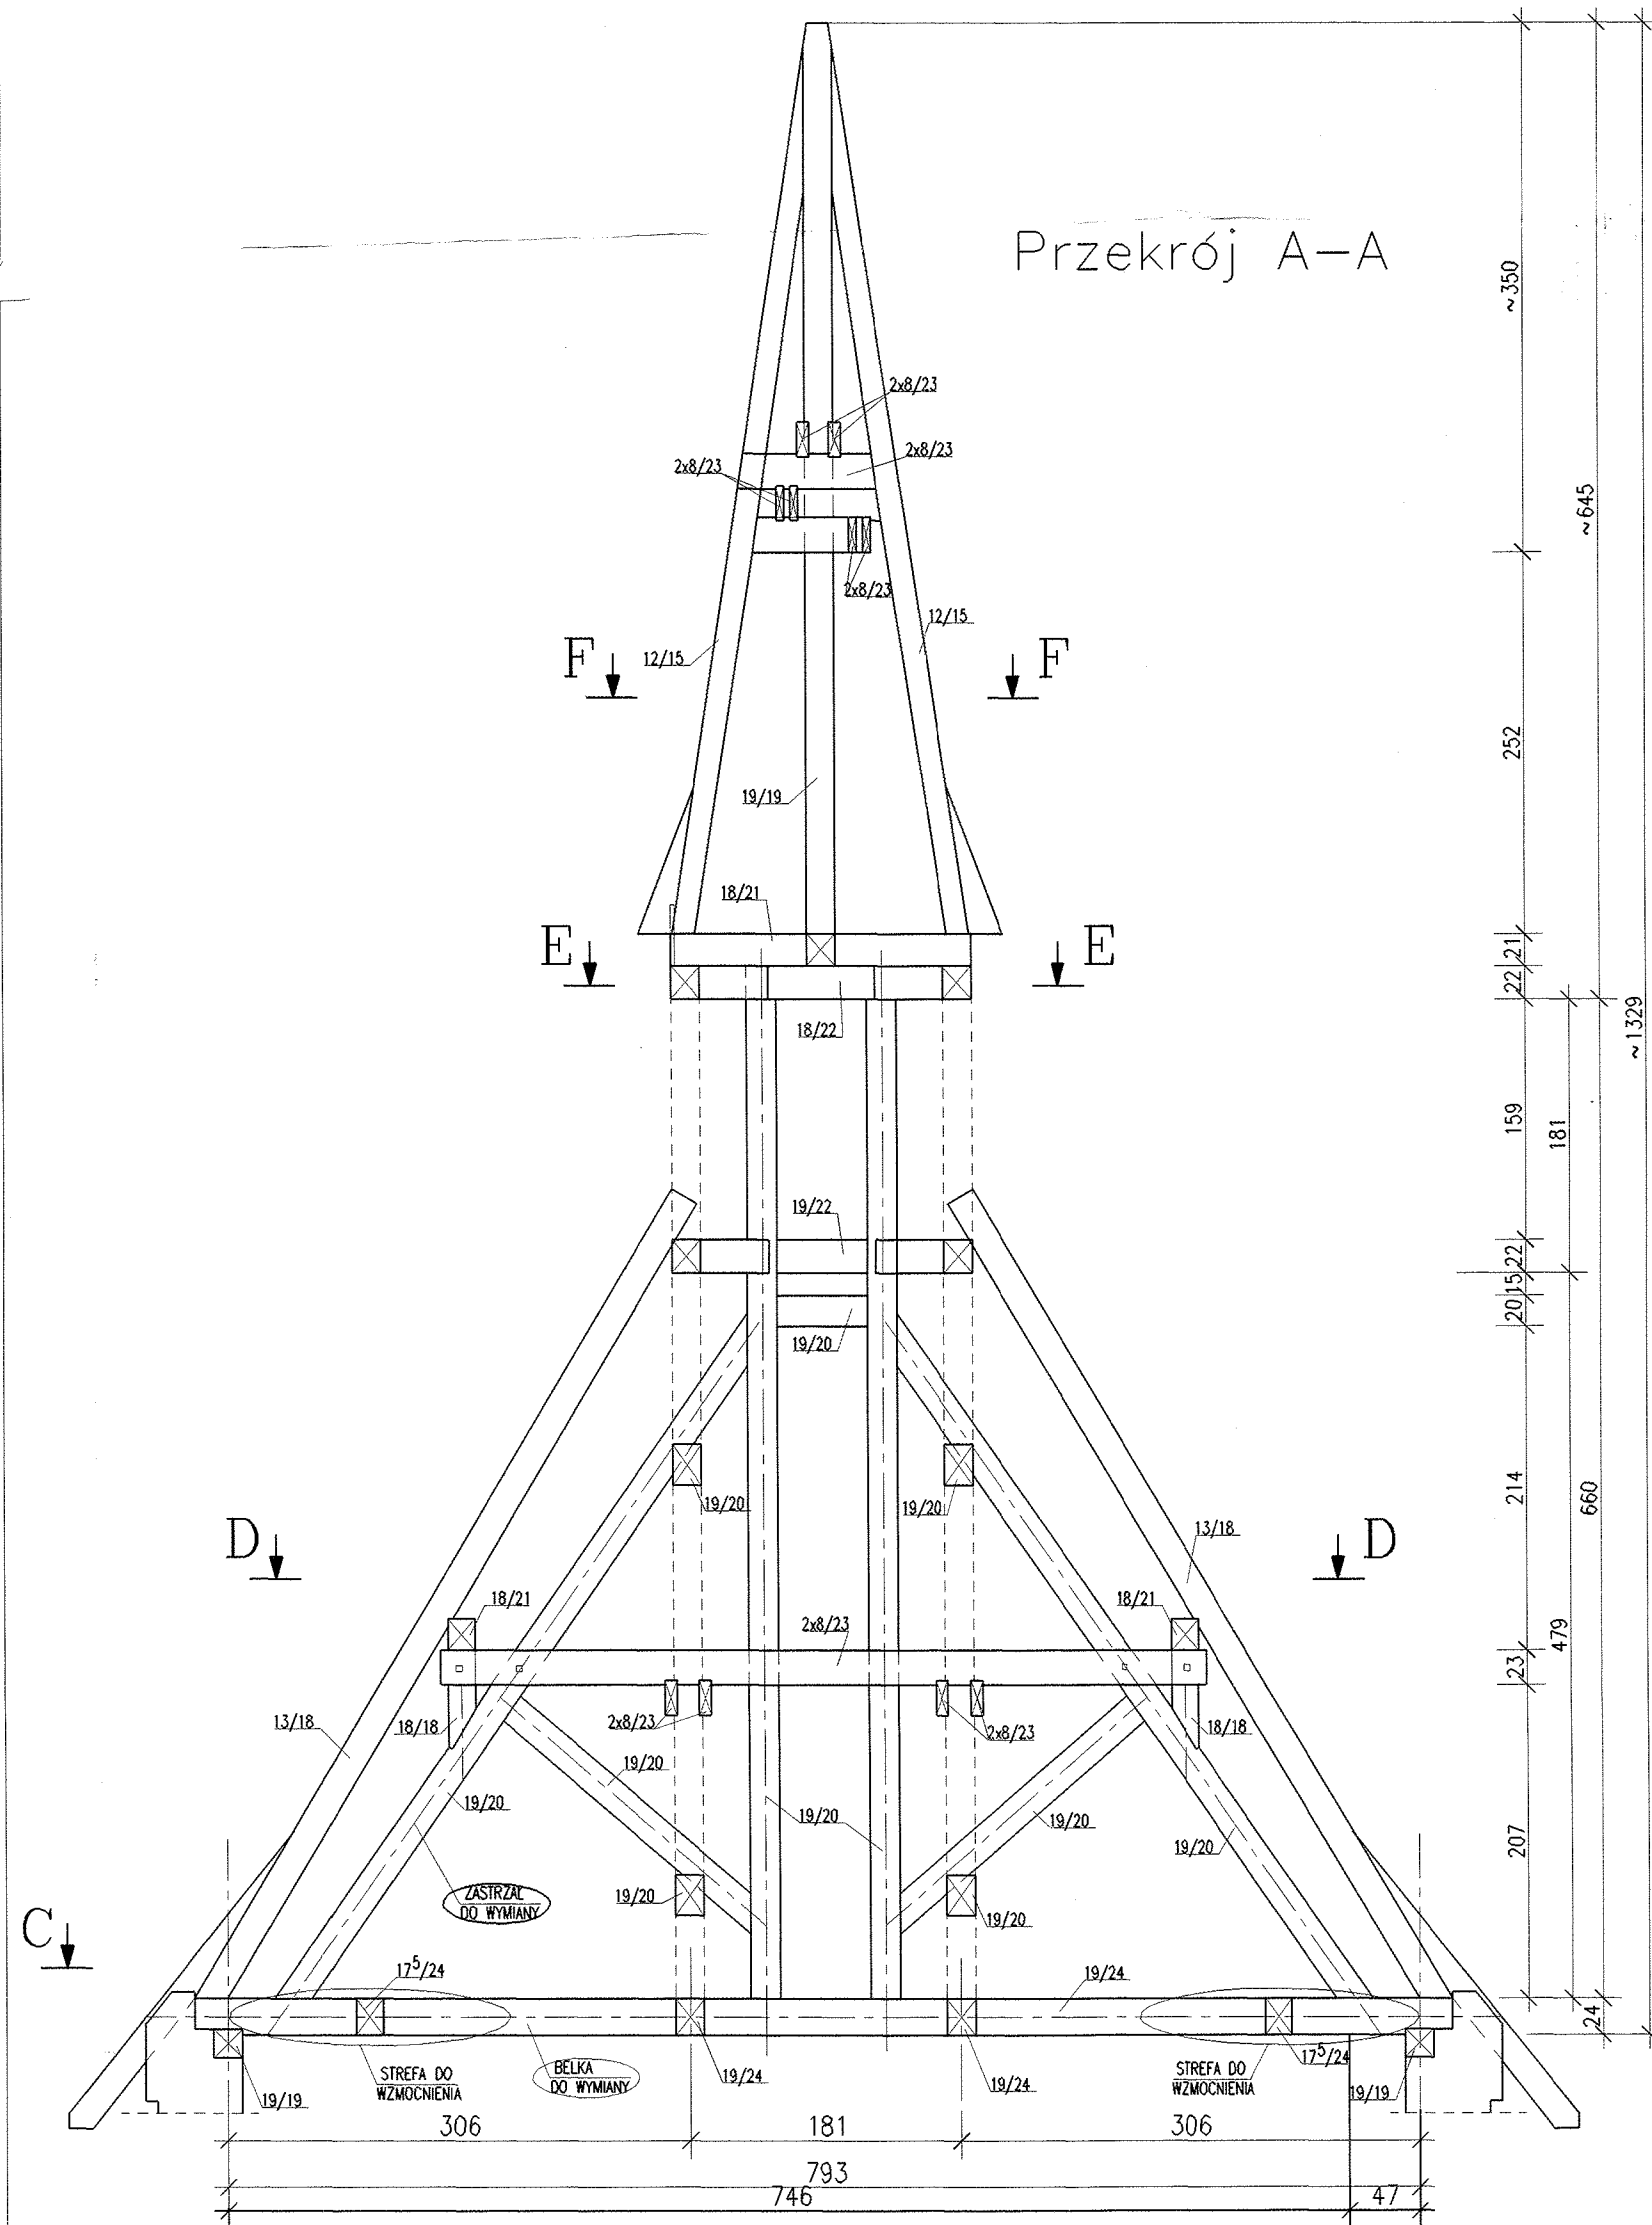 Przekrój A-A
~350
~645
2x8/23
2x8/23
2x8/23
2x8/23
12/15
12/15
F
F
252
19/19
18/21
E
E
21
22
18/22
~1329
159
181
19/22
22
15
20
19/20
214
660
19/20
19/20
D
D
13/18
18/21
18/21
2x8/23
479
23
13/18
18/18
2x8/23
2x8/23
18/18
19/20
19/20
19/20
19/20
19/20
207
ZASTRZAL
DO WYMIANY
19/20
19/20
C
17⁵/24
19/24
24
STREFA DO
WZMOCNIENIA
BELKA
DO WYMIANY
19/24
19/24
STREFA DO
WZMOCNIENIA
17⁵/24
19/19
19/19
306
181
306
793
746
47